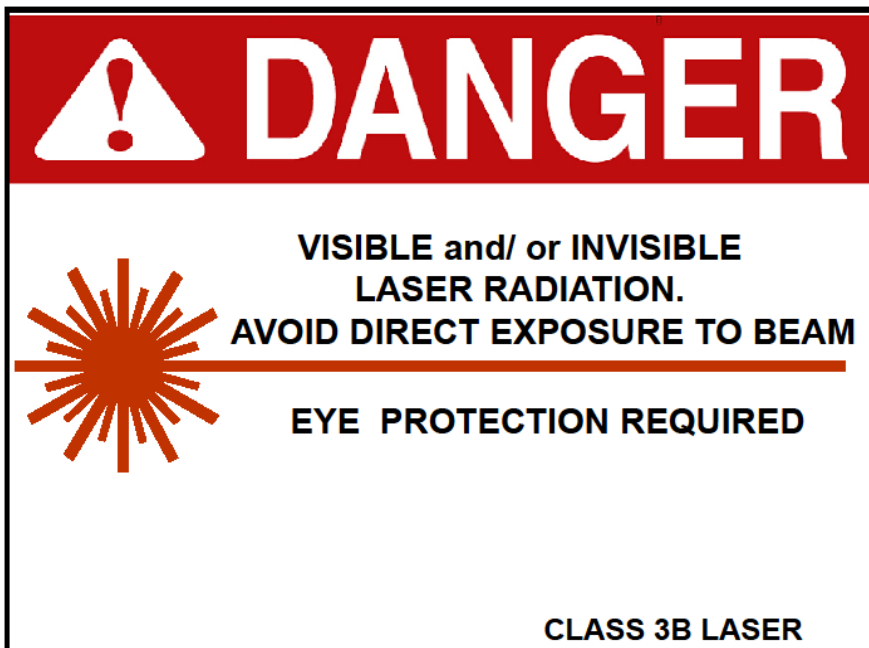 DANGER
VISIBLE and/ or INVISIBLE
LASER RADIATION.
AVOID DIRECT EXPOSURE TO BEAM
EYE PROTECTION REQUIRED
CLASS 3B LASER